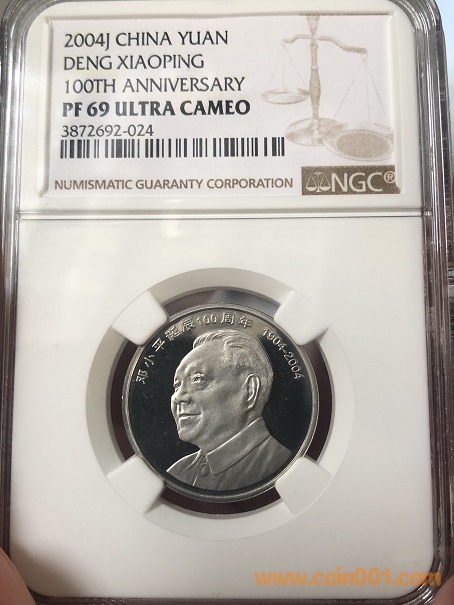 2004J CHINA YUAN
DENG XIAOPING
100TH ANNIVERSARY
PF 69 ULTRA CAMEO
3872692-024
NUMISMATIC GUARANTY CORPORATION
NGC®
邓小平诞辰100周年 1904-2004
www.coin001.com